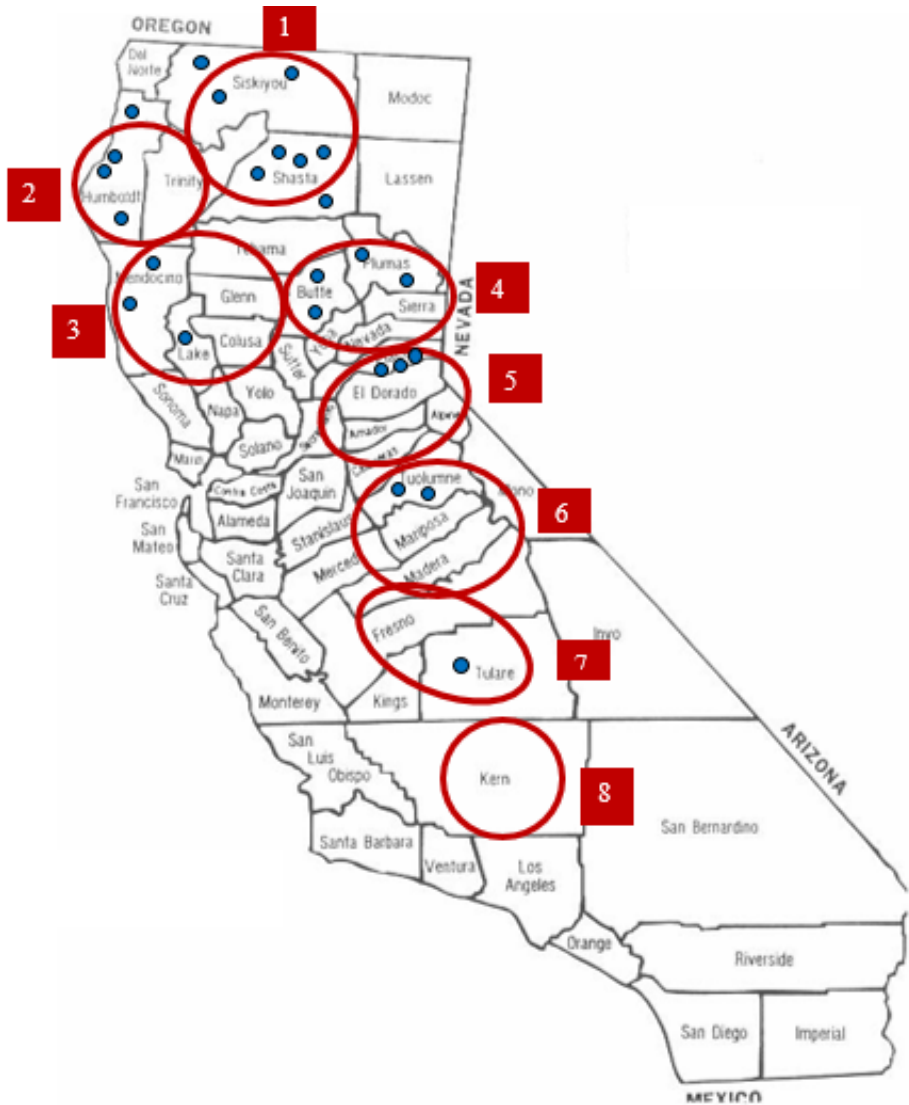 OREGON
1
Del
Norte
Siskiyou
Modoc
2
Humboldt
Trinity
Shasta
Lassen
3
Mendocino
Glenn
Butte
Plumas
4
Sierra
NEVADA
Lake
Colusa
Sutter
Nevada
5
Sonoma
Napa
Yolo
El Dorado
Alpine
Amador
Marin
Solano
San
Francisco
Contra Costa
San
Joaquin
Tuolumne
Mono
6
Alameda
Stanislaus
Mariposa
San
Mateo
Santa
Clara
Merced
Madera
Santa
Cruz
San Benito
Fresno
Inyo
7
Tulare
Monterey
Kings
ARIZONA
San
Luis
Obispo
Kern
8
San Bernardino
Santa Barbara
Ventura
Los
Angeles
Orange
Riverside
San Diego
Imperial
MEXICO